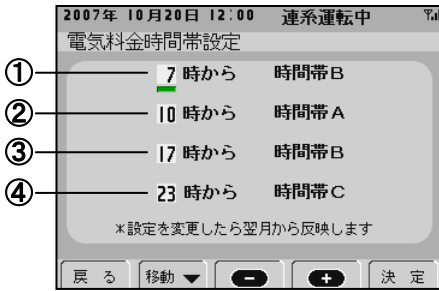 2007年 10月20日 12:00 連系運転中
電気料金時間帯設定
① 7 時から 時間帯B
② 10 時から 時間帯A
③ 17 時から 時間帯B
④ 23 時から 時間帯C
*設定を変更したら翌月から反映します
戻 る 移動 ▼ − + 決 定